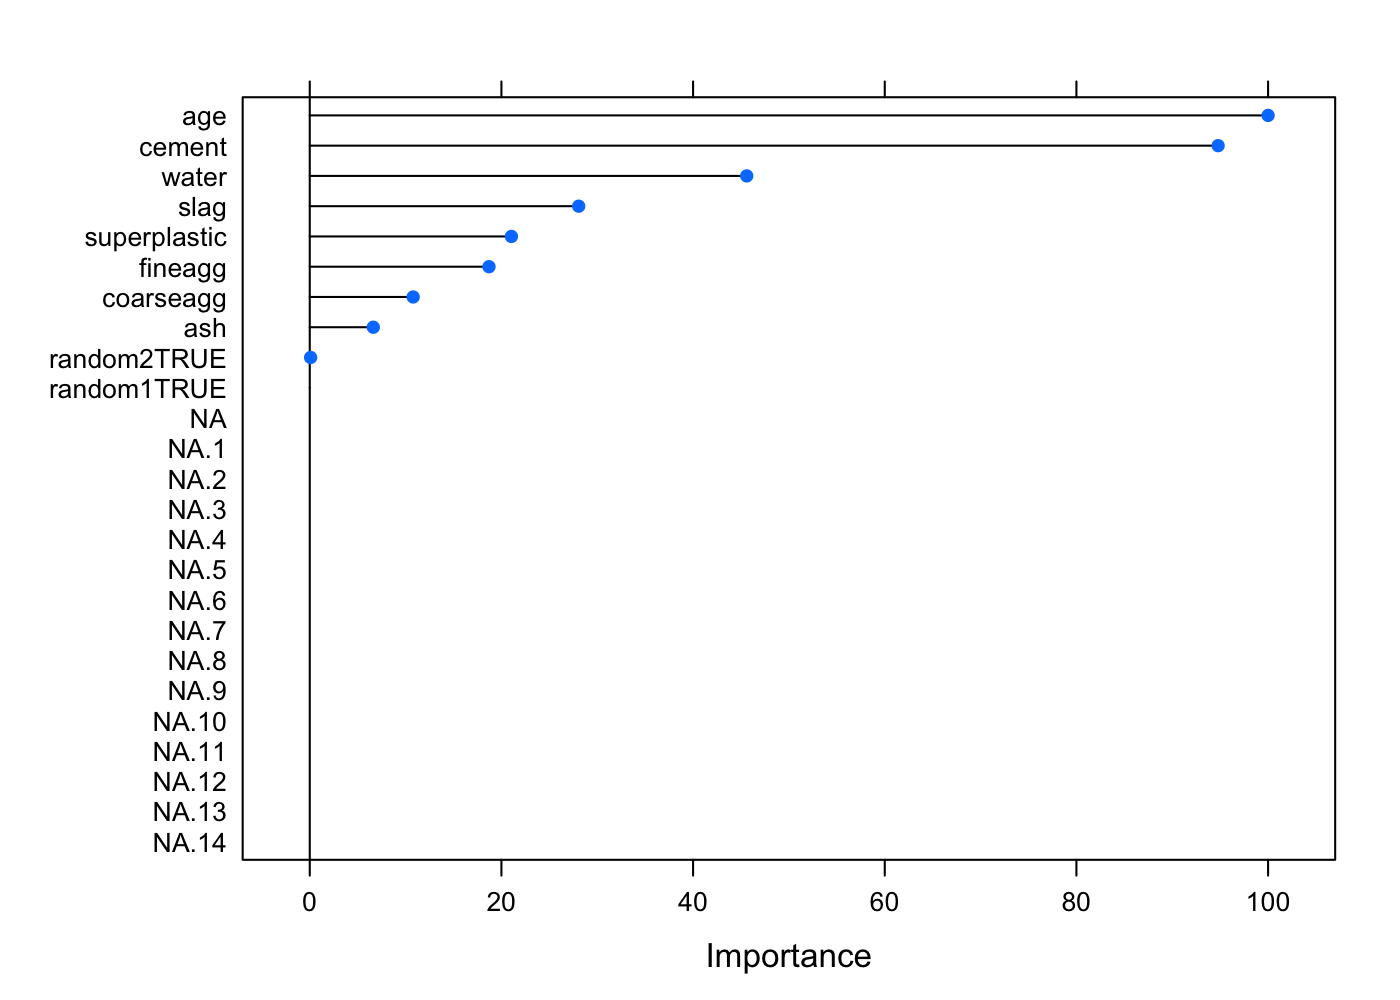 age
cement
water
slag
superplastic
fineagg
coarseagg
ash
random2TRUE
random1TRUE
NA
NA.1
NA.2
NA.3
NA.4
NA.5
NA.6
NA.7
NA.8
NA.9
NA.10
NA.11
NA.12
NA.13
NA.14
0 20 40 60 80 100
Importance